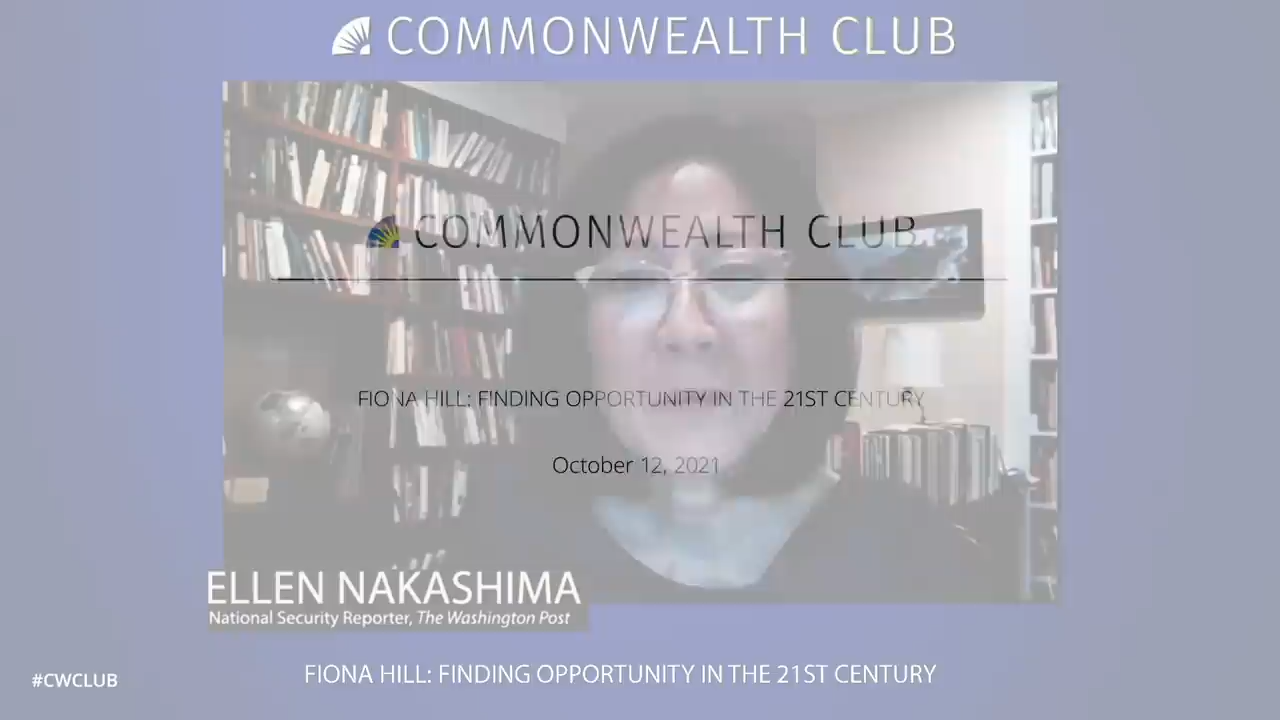 COMMONWEALTH CLUB
COMMONWEALTH CLUB
FIONA HILL: FINDING OPPORTUNITY IN THE 21ST CENTURY
October 12, 2021
ELLEN NAKASHIMA
National Security Reporter, The Washington Post
#CWCLUB
FIONA HILL: FINDING OPPORTUNITY IN THE 21ST CENTURY